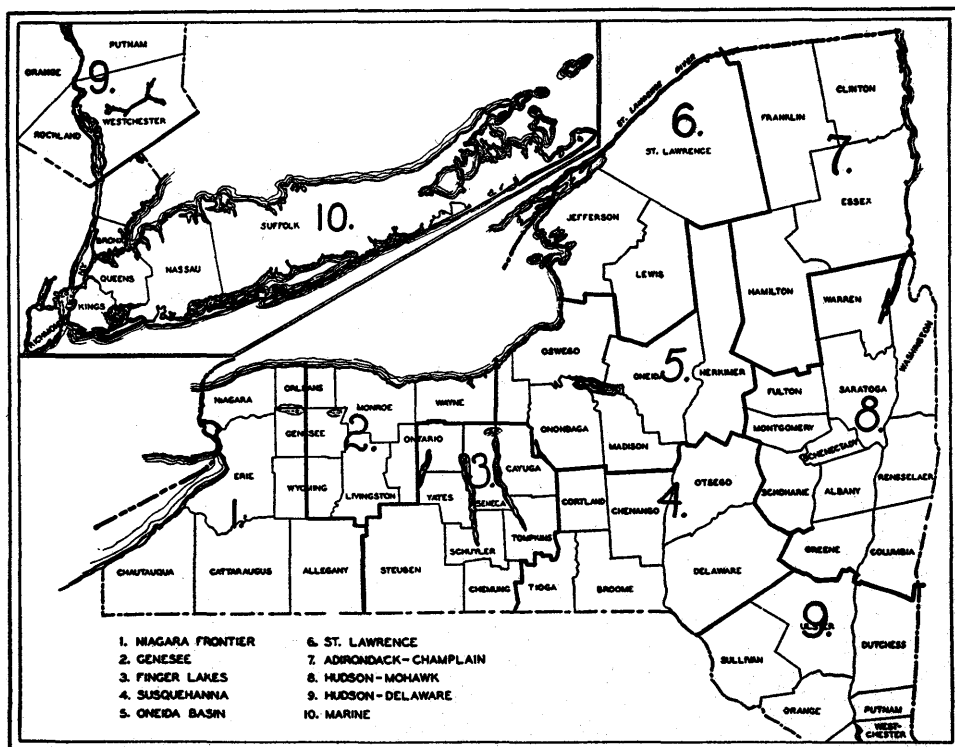 PUTNAM
ORANGE
9.
WESTCHESTER
ROCKLAND
SUFFOLK
10.
BRONX
QUEENS
NASSAU
KINGS
RICHMOND
ST. LAWRENCE RIVER
6.
ST. LAWRENCE
FRANKLIN
CLINTON
7.
ESSEX
JEFFERSON
LEWIS
HAMILTON
WARREN
WASHINGTON
OSWEGO
ONEIDA
5.
HERKIMER
FULTON
SARATOGA
8.
MONTGOMERY
SCHENECTADY
NIAGARA
ORLEANS
MONROE
WAYNE
GENESEE
2.
ONTARIO
3.
CAYUGA
ONONDAGA
MADISON
ERIE
WYOMING
LIVINGSTON
YATES
SENECA
CORTLAND
CHENANGO
4.
OTSEGO
SCHOHARIE
ALBANY
RENSSELAER
SCHUYLER
TOMPKINS
GREENE
COLUMBIA
CHAUTAUQUA
CATTARAUGUS
ALLEGANY
STEUBEN
CHEMUNG
TIOGA
BROOME
DELAWARE
9.
ULSTER
SULLIVAN
DUTCHESS
ORANGE
PUTNAM
WEST-
CHESTER
1. NIAGARA FRONTIER
2. GENESEE
3. FINGER LAKES
4. SUSQUEHANNA
5. ONEIDA BASIN
6. ST. LAWRENCE
7. ADIRONDACK-CHAMPLAIN
8. HUDSON-MOHAWK
9. HUDSON-DELAWARE
10. MARINE